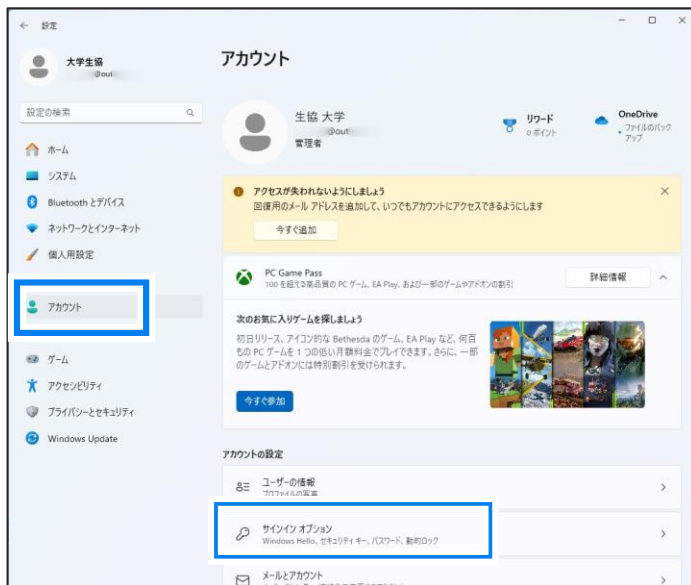 ← 設定
大学生協
@out
設定の検索
ホーム
システム
Bluetooth とデバイス
ネットワークとインターネット
個人用設定
アカウント
ゲーム
アクセシビリティ
プライバシーとセキュリティ
Windows Update
アカウント
生協 大学
@out
管理者
リワード
0 ポイント
OneDrive
• ファイルのバック
アップ
アクセスが失われないようにしましょう
回復用のメール アドレスを追加して、いつでもアカウントにアクセスできるようにします
今すぐ追加
PC Game Pass
100 を超える高品質の PC ゲーム、EA Play、および一部のゲームやアドオンの割引
詳細情報
次のお気に入りゲームを探しましょう
初日リリース、アイコン的な Bethesda のゲーム、EA Play など、何百
もの PC ゲームを 1 つの低い月額料金でプレイできます。さらに、一部
のゲームとアドオンには特別割引を受けられます。
今すぐ参加
アカウントの設定
ユーザーの情報
プロファイルの写真
サインイン オプション
Windows Hello、セキュリティ キー、パスワード、動的ロック
メールとアカウント